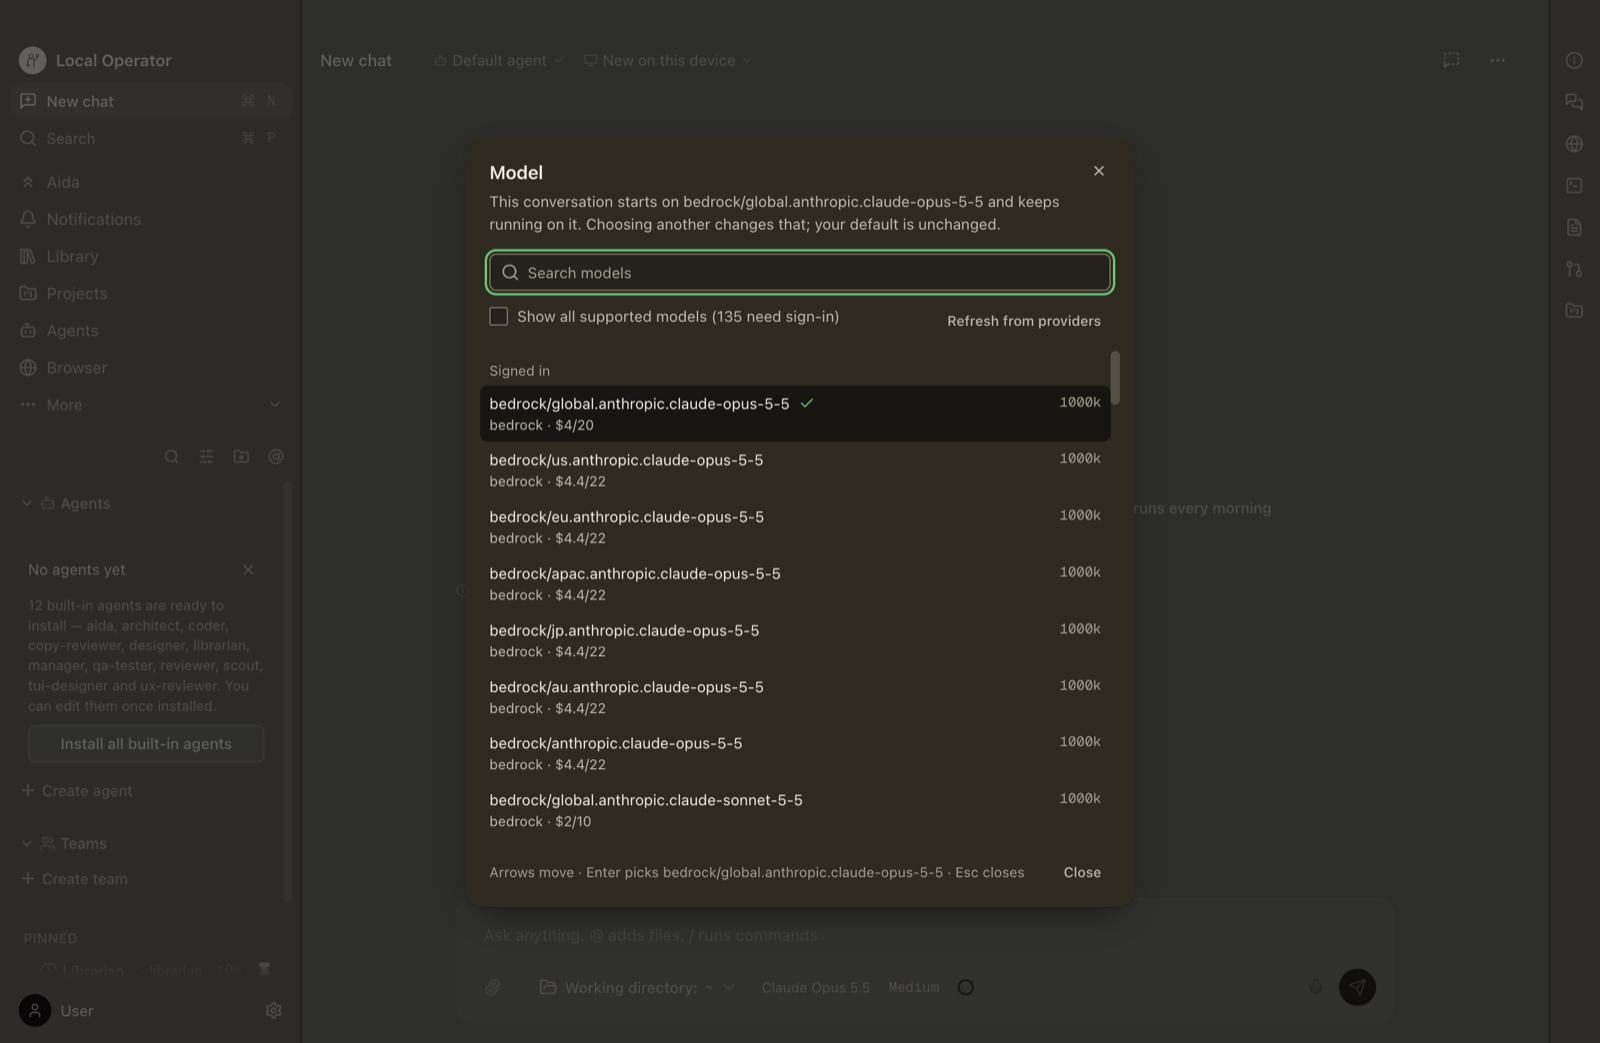 Local Operator
New chat ⌘ N
Search ⌘ P
Aida
Notifications
Library
Projects
Agents
Browser
More
Agents
No agents yet
12 built-in agents are ready to
install — aida, architect, coder,
copy-reviewer, designer, librarian,
manager, qa-tester, reviewer, scout,
tui-designer and ux-reviewer. You
can edit them once installed.
Install all built-in agents
Create agent
Teams
Create team
PINNED
Librarian librarian 19m
User
New chat Default agent New on this device
runs every morning
Model
This conversation starts on bedrock/global.anthropic.claude-opus-5-5 and keeps
running on it. Choosing another changes that; your default is unchanged.
Search models
Show all supported models (135 need sign-in) Refresh from providers
Signed in
bedrock/global.anthropic.claude-opus-5-5 1000k
bedrock · $4/20
bedrock/us.anthropic.claude-opus-5-5 1000k
bedrock · $4.4/22
bedrock/eu.anthropic.claude-opus-5-5 1000k
bedrock · $4.4/22
bedrock/apac.anthropic.claude-opus-5-5 1000k
bedrock · $4.4/22
bedrock/jp.anthropic.claude-opus-5-5 1000k
bedrock · $4.4/22
bedrock/au.anthropic.claude-opus-5-5 1000k
bedrock · $4.4/22
bedrock/anthropic.claude-opus-5-5 1000k
bedrock · $4.4/22
bedrock/global.anthropic.claude-sonnet-5-5 1000k
bedrock · $2/10
Arrows move · Enter picks bedrock/global.anthropic.claude-opus-5-5 · Esc closes Close
Ask anything. @ adds files, / runs commands
Working directory: ~ Claude Opus 5.5 Medium